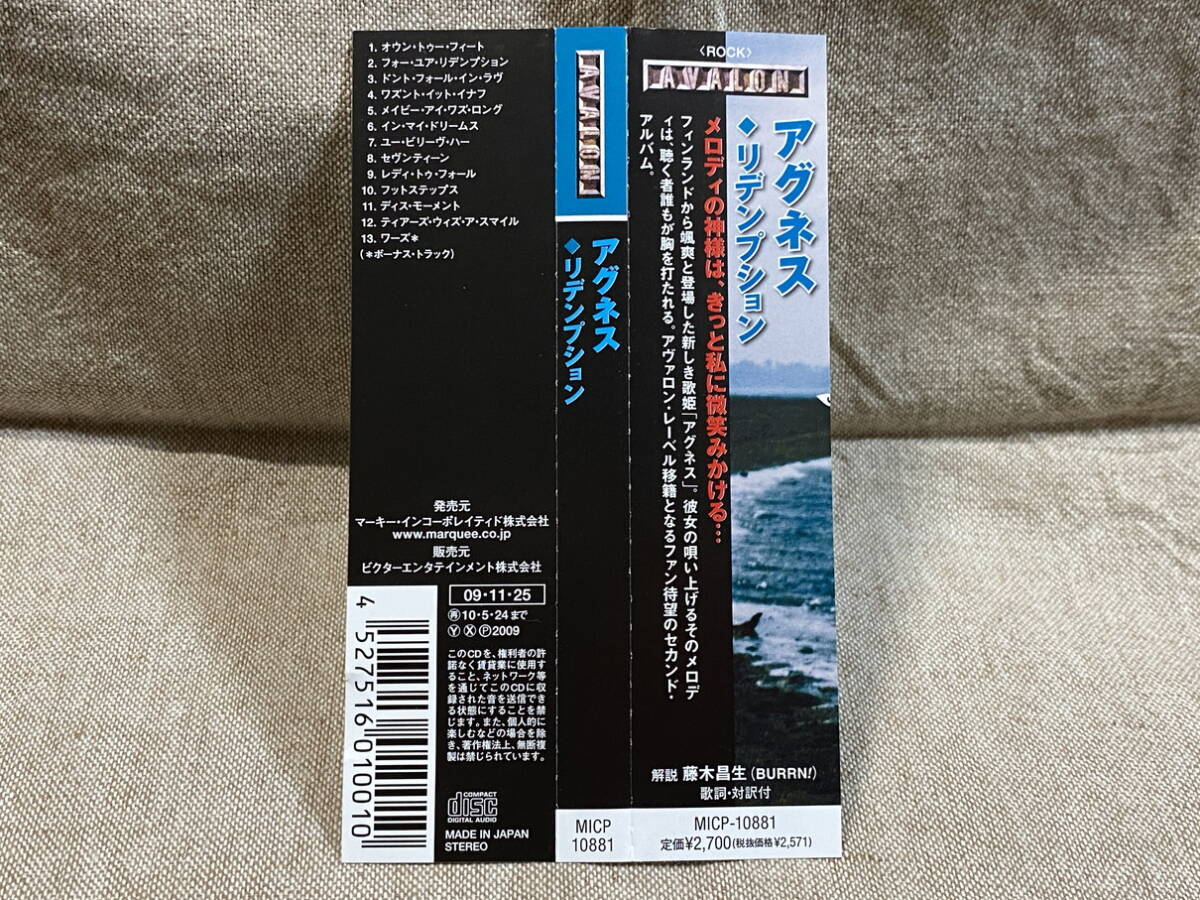 1. オウン・トゥー・フィート
2. フォー・ユア・リデンプション
3. ドント・フォール・イン・ラヴ
4. ワズント・イット・イナフ
5. メイビー・アイ・ワズ・ロング
6. イン・マイ・ドリームス
7. ユー・ビリーヴ・ハー
8. セヴンティーン
9. レディ・トゥ・フォール
10. フットステップス
11. ディス・モーメント
12. ティアーズ・ウィズ・ア・スマイル
13. ワーズ*
(*ボーナス・トラック)
発売元
マーキー・インコーポレイティド株式会社
www.marquee.co.jp
販売元
ビクターエンタテインメント株式会社
09・11・25
㊢10・5・24まで
ⓎⓍⓅ2009
このCDを、権利者の許
諾なく賃貸業に使用す
ること、ネットワーク等
を通じてこのCDに収
録された音を送信でき
る状態にすることを禁
じます。また、個人的に
楽しむなどの場合を除
き、著作権法上、無断複
製は禁じられています。
COMPACT
disc
DIGITAL AUDIO
MADE IN JAPAN
STEREO
4 527516 010010
AVALON
アグネス
◆リデンプション
MICP
10881
〈ROCK〉
AVALON
アグネス
◆リデンプション
メロディの神様は、きっと私に微笑みかける…
フィンランドから颯爽と登場した新しき歌姫「アグネス」。彼女の唄い上げるそのメロデ
ィは、聴く者誰もが胸を打たれる。アヴァロン・レーベル移籍となるファン待望のセカンド・
アルバム。
解説 藤木昌生(BURRN!)
歌詞・対訳付
MICP-10881
定価¥2,700(税抜価格¥2,571)